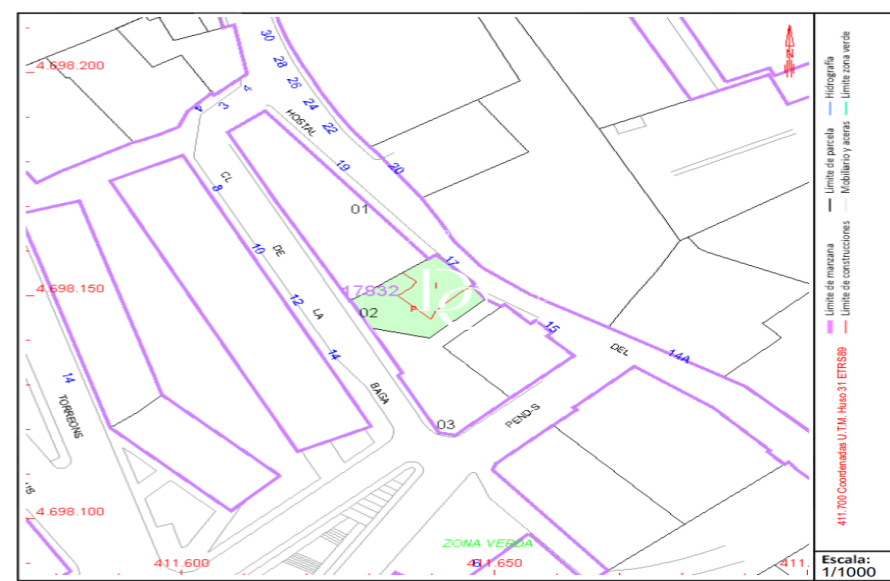 4.698.200
4.698.150
4.698.100
411.600
411.650
411.
30
28
26
24
22
20
19
17
15
14A
4
3
4
8
10
12
14
14
HOSTAL
CL
DE
LA
BAGA
TORREONS
DEL
PEND-S
01
02
03
17832
I
P
ZONA VERDA
6
N
Límite de manzana
Límite de parcela
Hidrografía
Límite de construcciones
Mobiliario y aceras
Límite zona verde
411.700 Coordenadas U.T.M. Huso 31 ETRS89
Escala:
1/1000